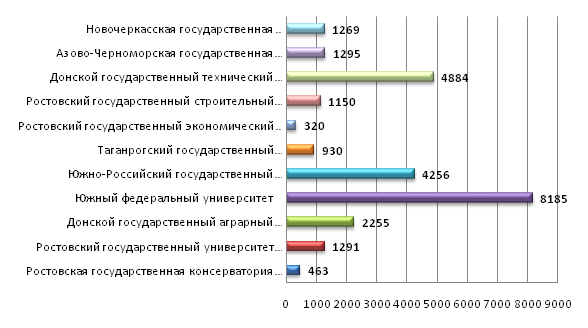 Новочеркасская государственная ... 1269
Азово-Черноморская государственная ... 1295
Донской государственный технический ... 4884
Ростовский государственный строительный ... 1150
Ростовский государственный экономический ... 320
Таганрогский государственный ... 930
Южно-Российский государственный ... 4256
Южный федеральный университет 8185
Донской государственный аграрный ... 2255
Ростовский государственный университет ... 1291
Ростовская государственная консерватория ... 463
0 1000 2000 3000 4000 5000 6000 7000 8000 9000